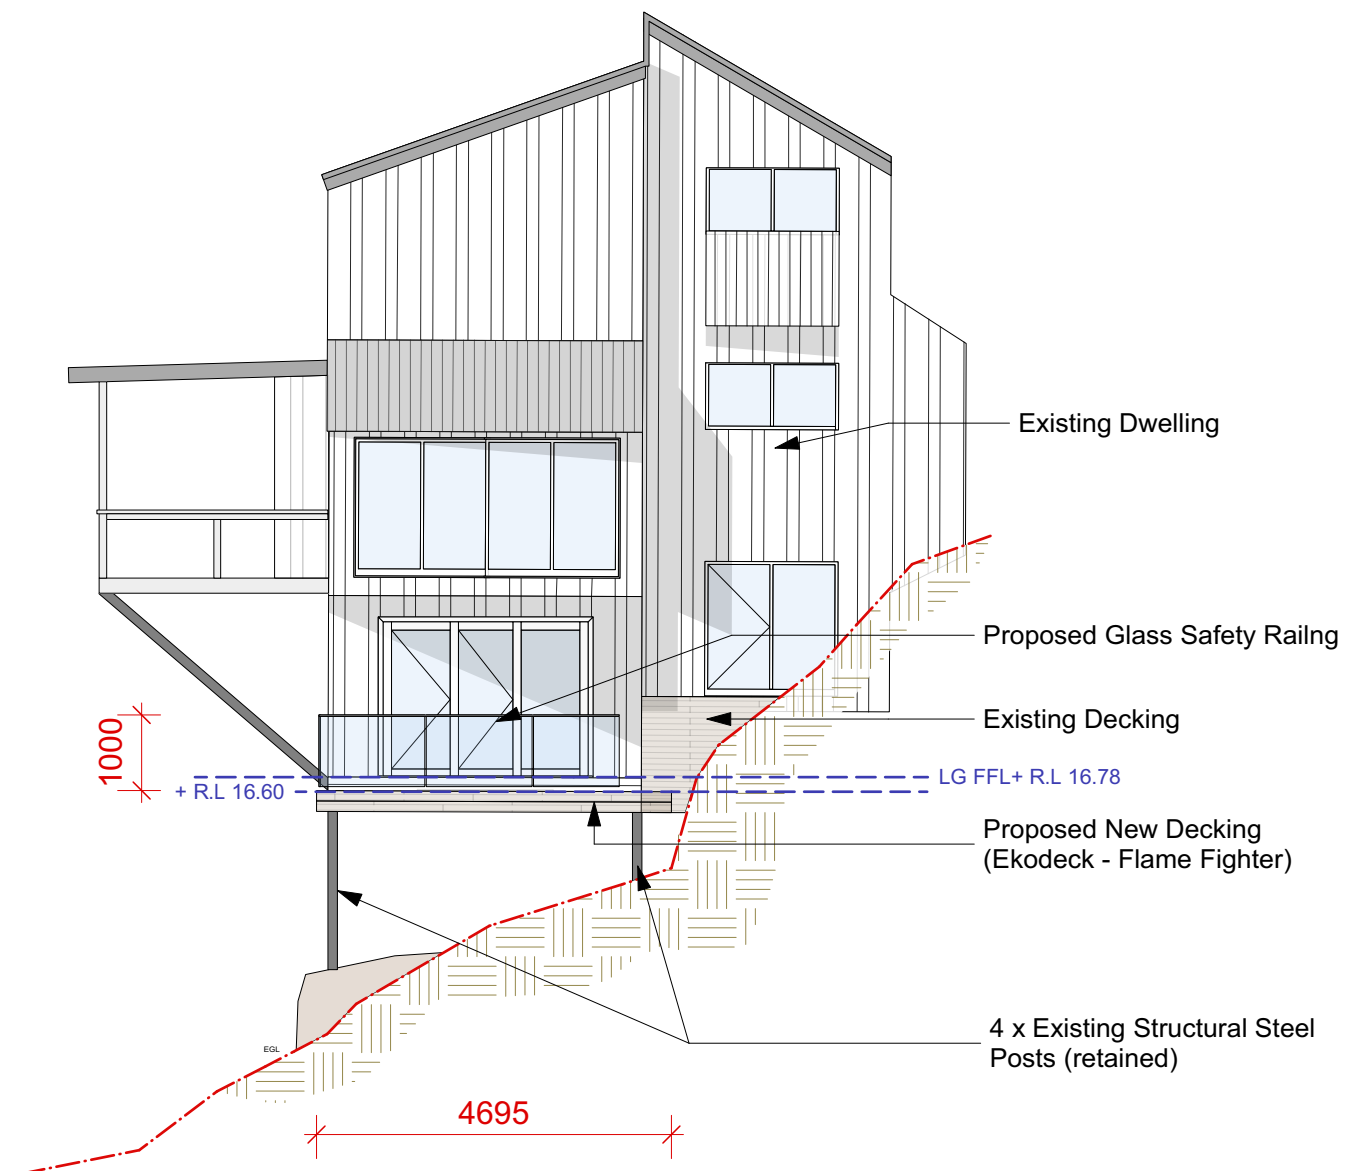 Existing Dwelling
Proposed Glass Safety Railng
Existing Decking
1000
LG FFL+ R.L 16.78
+ R.L 16.60
Proposed New Decking
(Ekodeck - Flame Fighter)
4 x Existing Structural Steel
Posts (retained)
EGL
4695